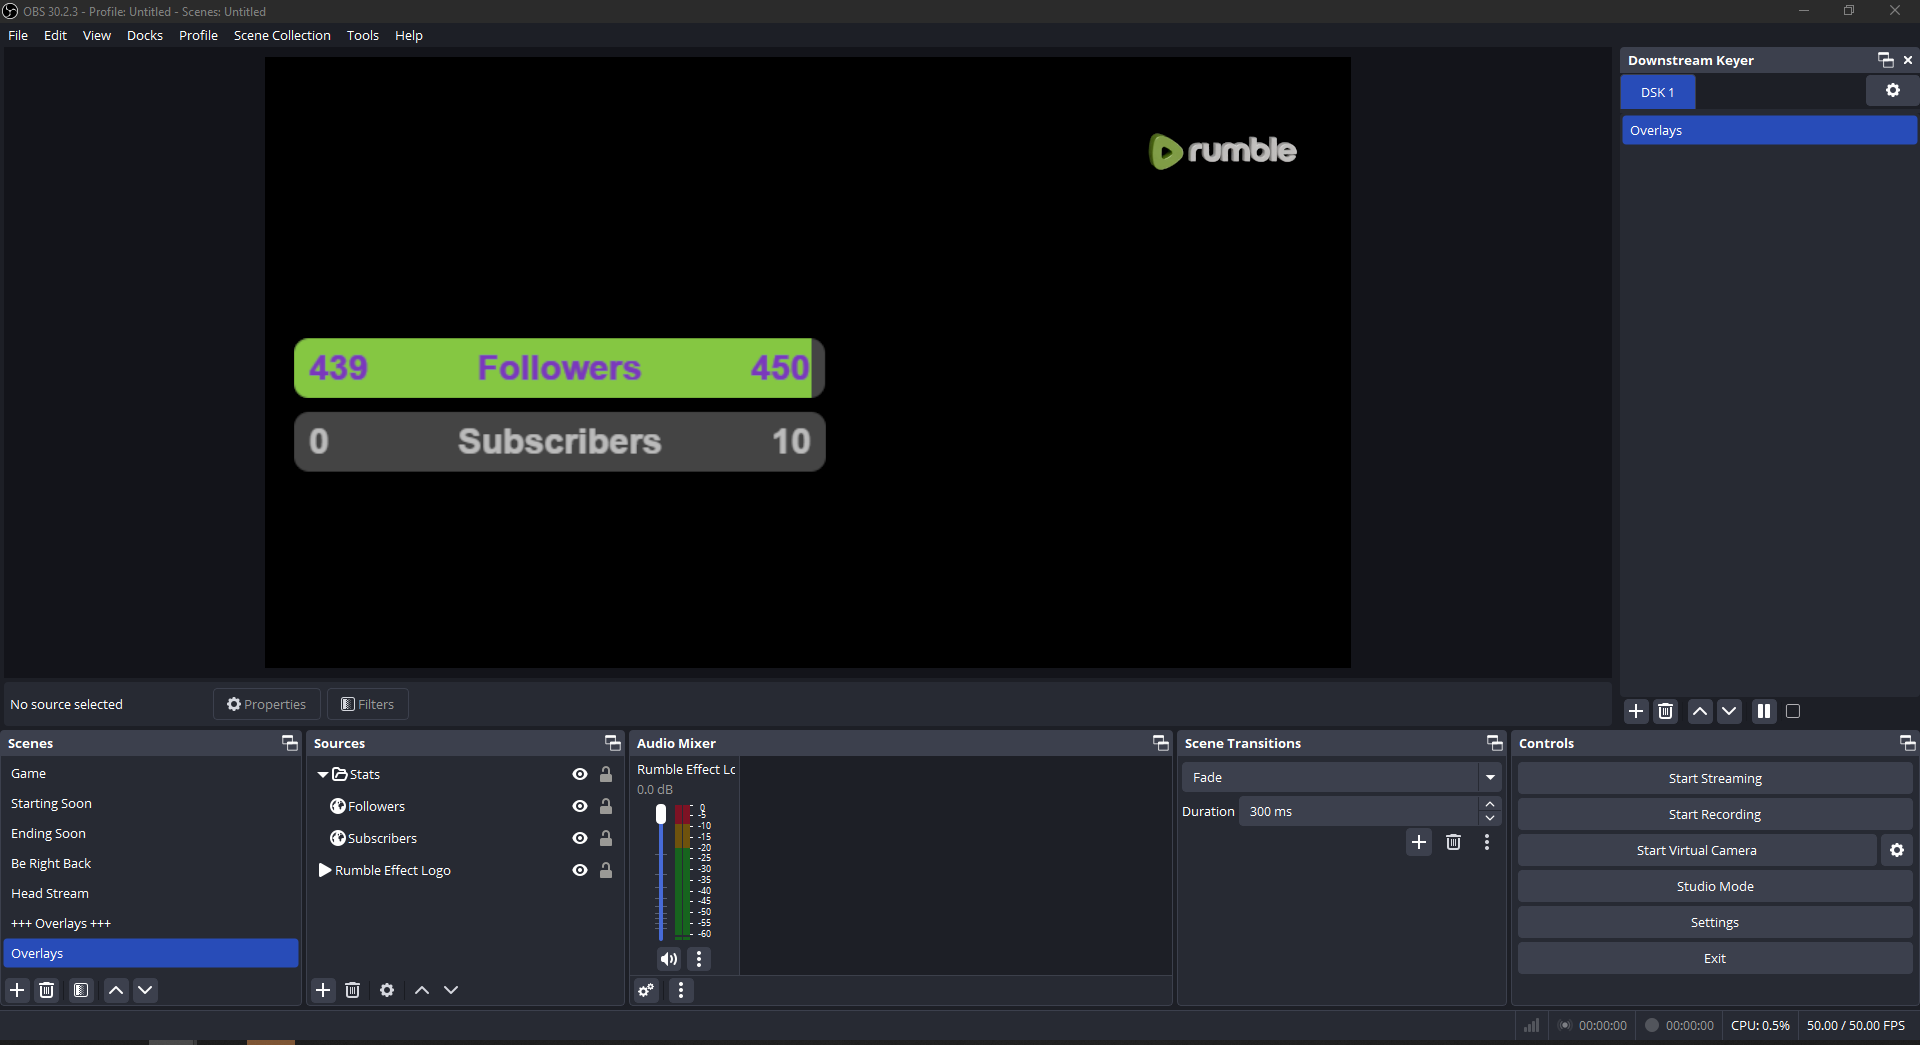 OBS 30.2.3 - Profile: Untitled - Scenes: Untitled
File Edit View Docks Profile Scene Collection Tools Help
Downstream Keyer
DSK 1
Overlays
rumble
439 Followers 450
0 Subscribers 10
No source selected
Properties
Filters
Scenes
Game
Starting Soon
Ending Soon
Be Right Back
Head Stream
+++ Overlays +++
Overlays
Sources
Stats
Followers
Subscribers
Rumble Effect Logo
Audio Mixer
Rumble Effect Lo
0.0 dB
0
-5
-10
-15
-20
-25
-30
-35
-40
-45
-50
-55
-60
Scene Transitions
Fade
Duration 300 ms
Controls
Start Streaming
Start Recording
Start Virtual Camera
Studio Mode
Settings
Exit
00:00:00 00:00:00 CPU: 0.5% 50.00 / 50.00 FPS